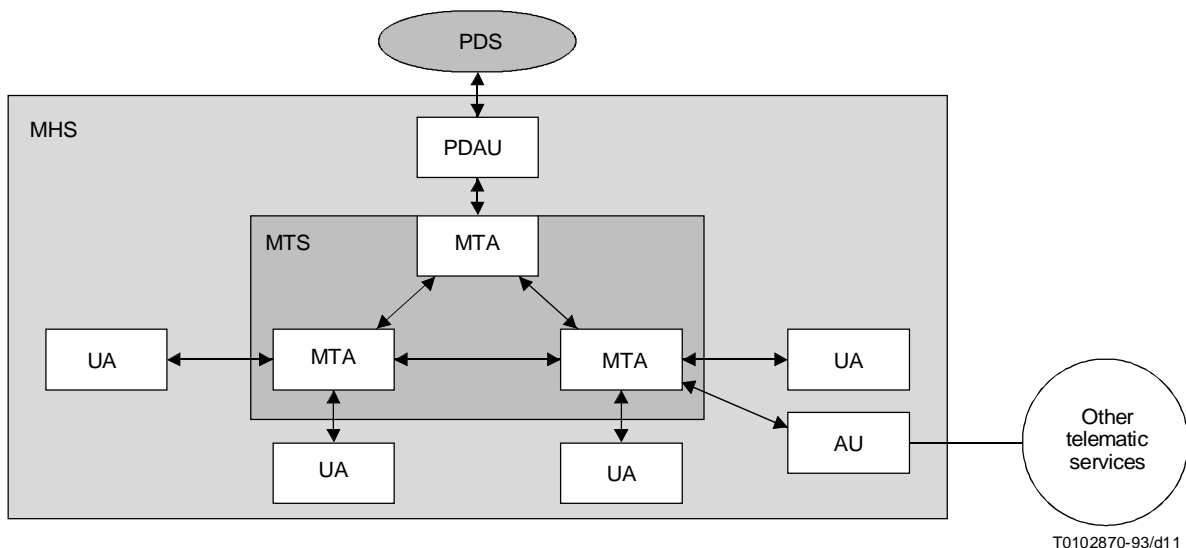 PDS
MHS
PDAU
MTS
MTA
UA
MTA
MTA
UA
UA
UA
AU
Other
telematic
services
T0102870-93/d11